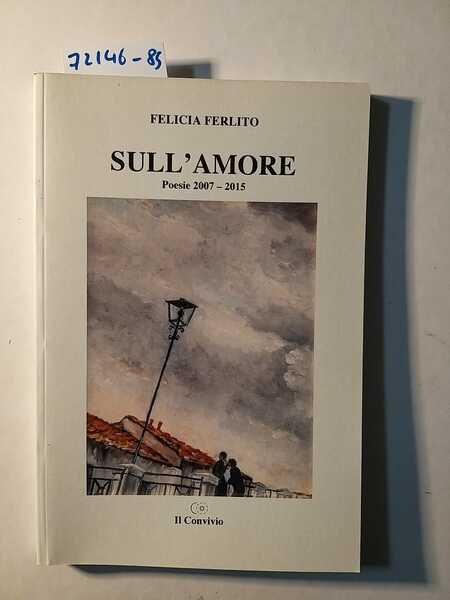 72146-85
FELICIA FERLITO
SULL'AMORE
Poesie 2007 – 2015
Il Convivio